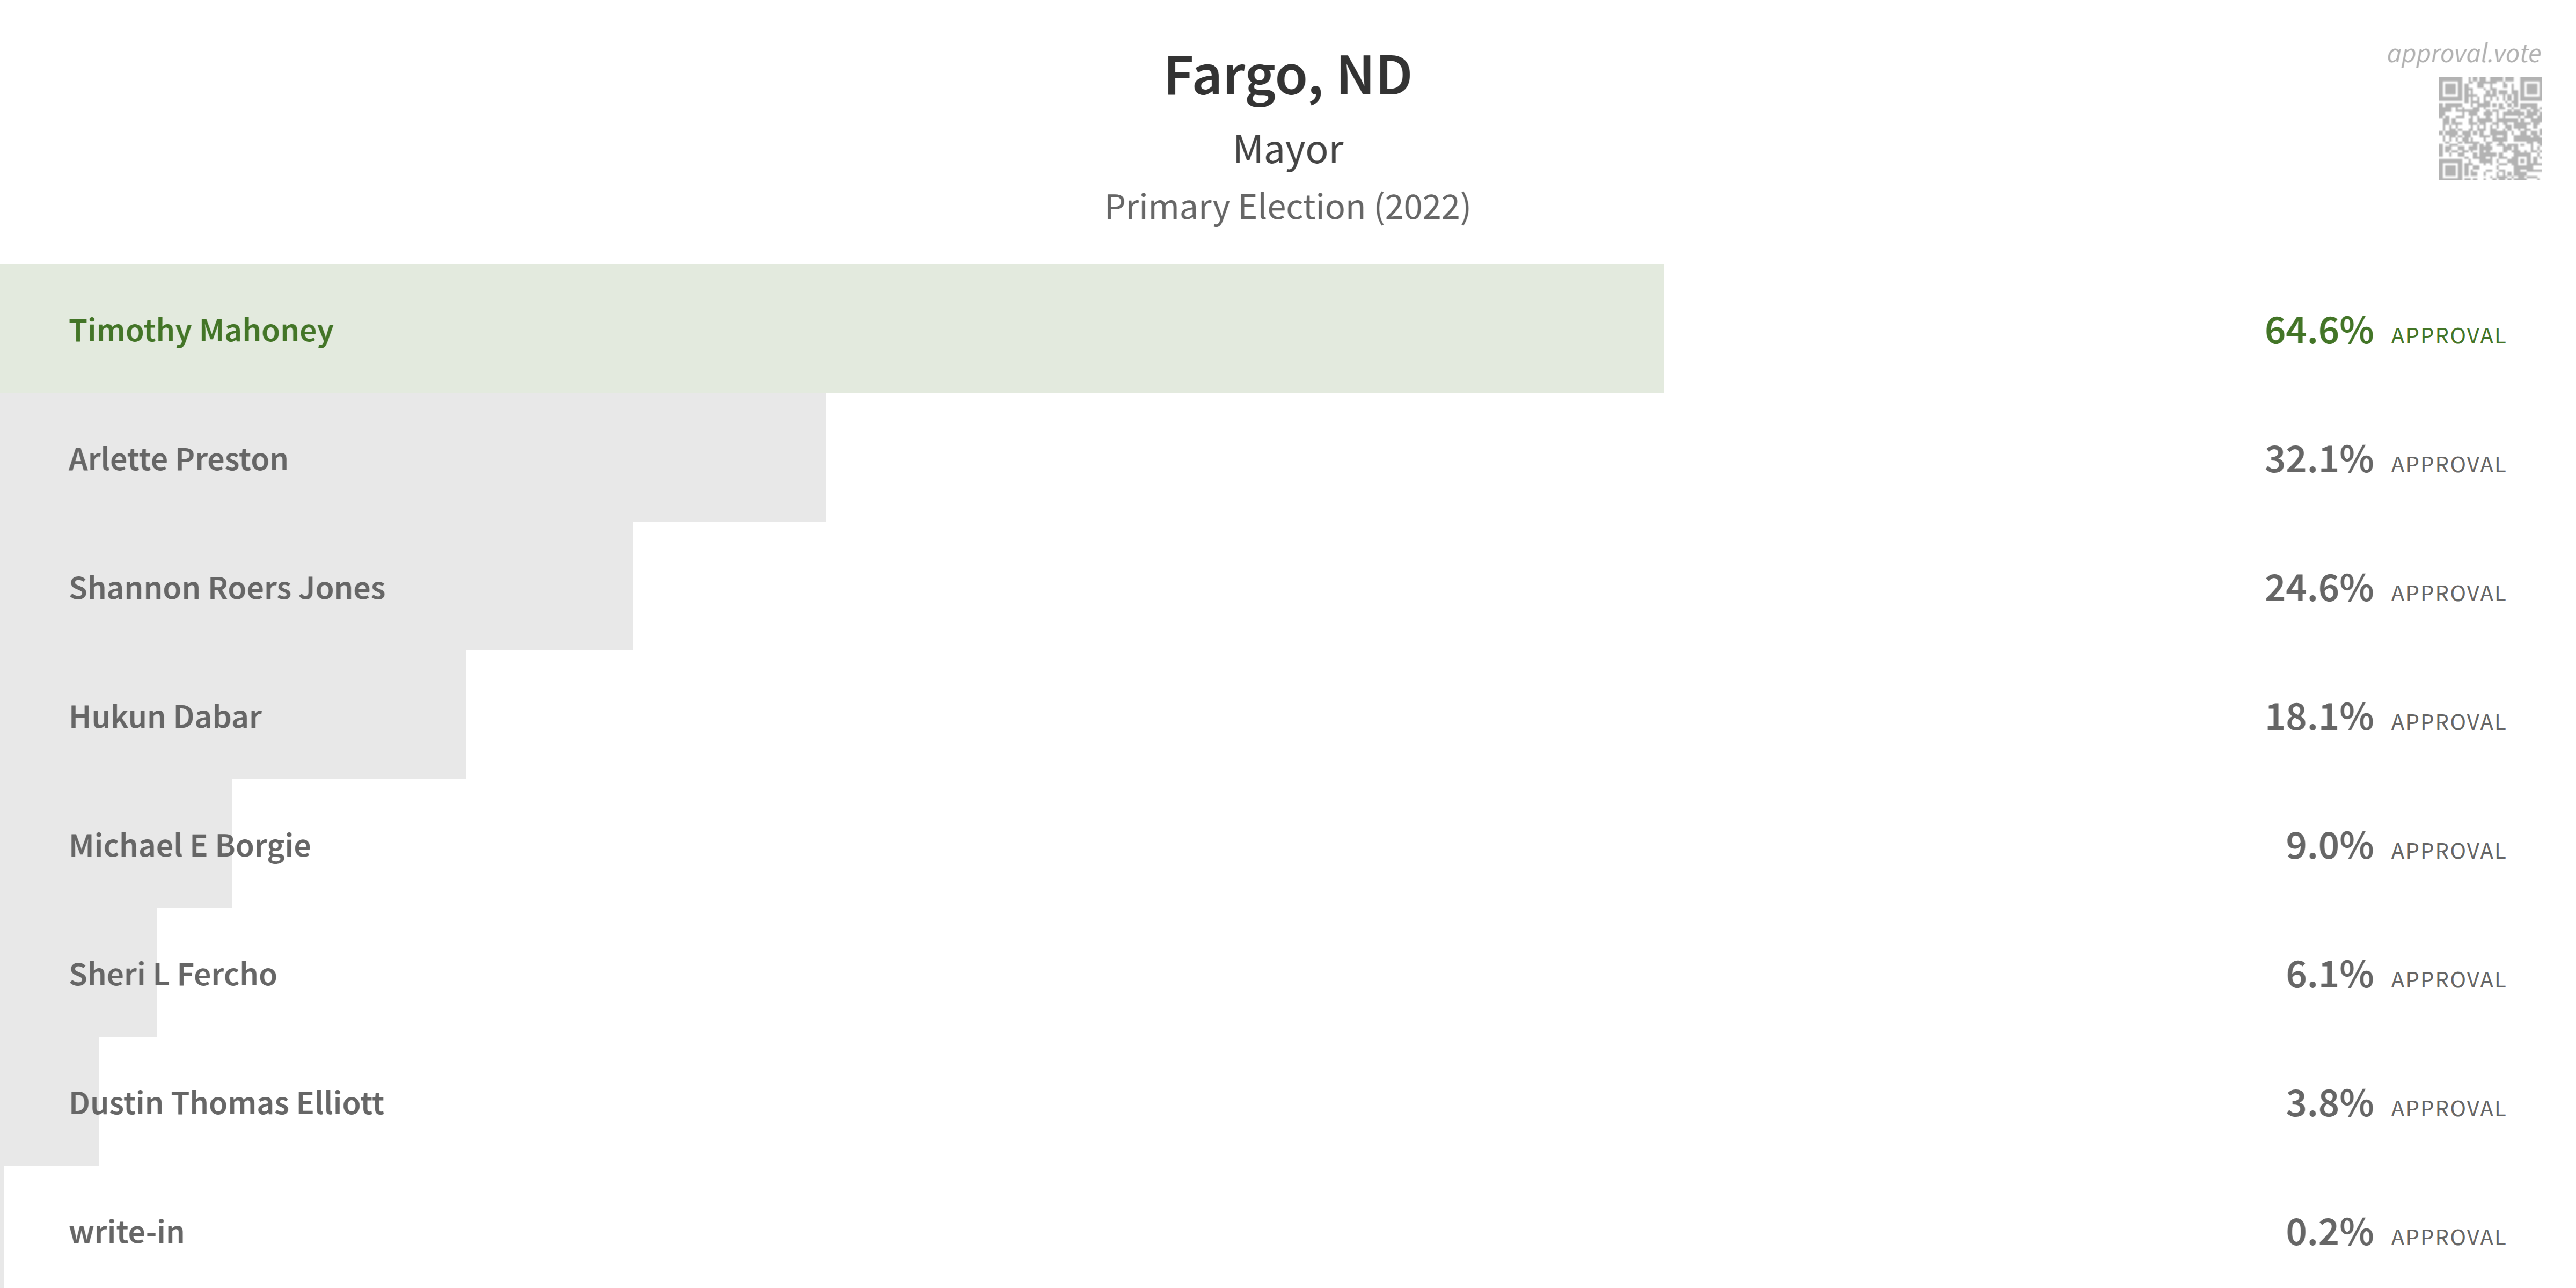 approval.vote
Fargo, ND
Mayor
Primary Election (2022)
Timothy Mahoney 64.6% APPROVAL
Arlette Preston 32.1% APPROVAL
Shannon Roers Jones 24.6% APPROVAL
Hukun Dabar 18.1% APPROVAL
Michael E Borgie 9.0% APPROVAL
Sheri L Fercho 6.1% APPROVAL
Dustin Thomas Elliott 3.8% APPROVAL
write-in 0.2% APPROVAL